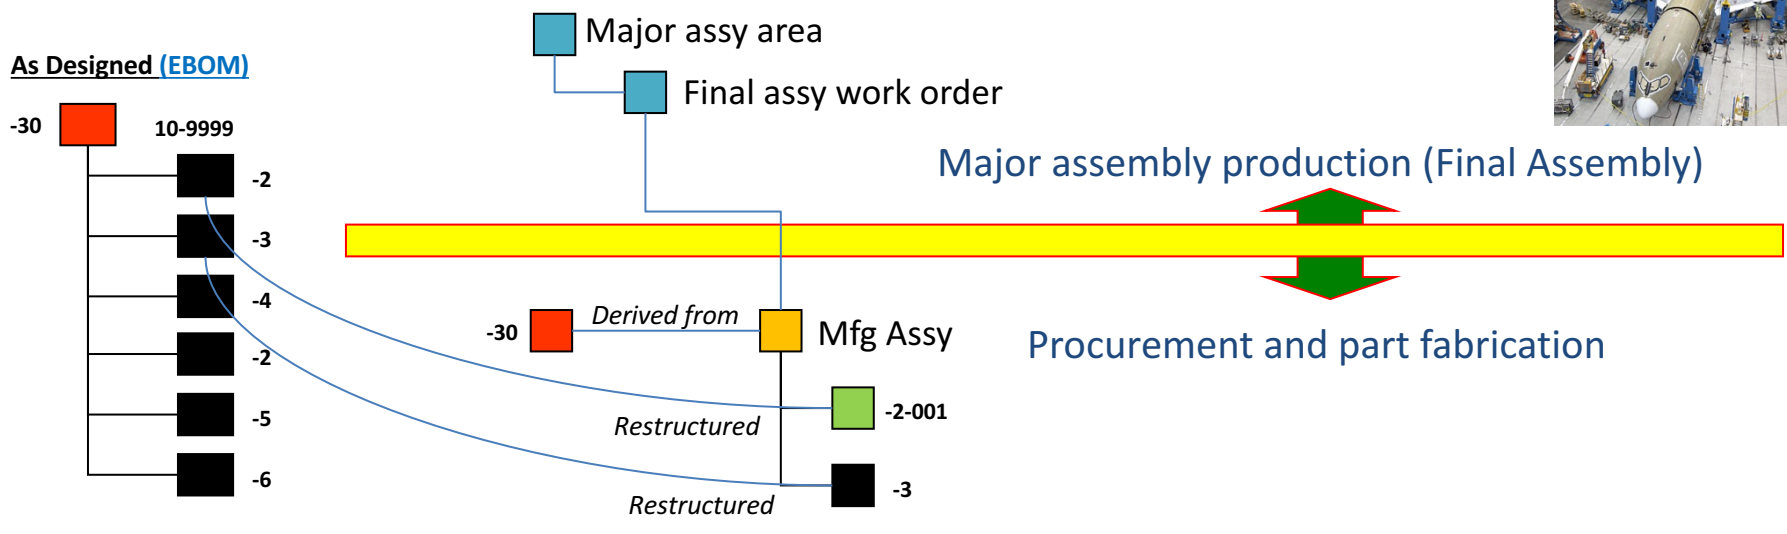 As Designed (EBOM)
-30
10-9999
-2
-3
-4
-2
-5
-6
Major assy area
Final assy work order
Major assembly production (Final Assembly)
-30
Derived from
Mfg Assy
Procurement and part fabrication
Restructured
-2-001
Restructured
-3